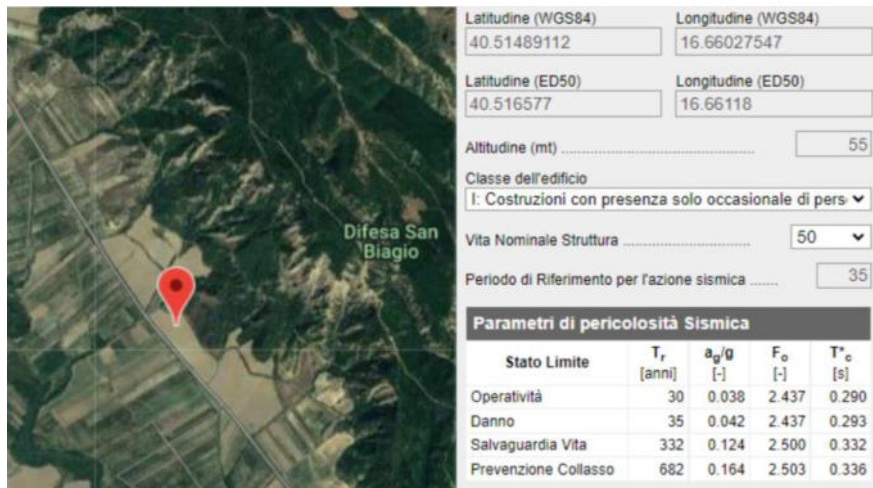 Difesa San
Biagio
Latitudine (WGS84) Longitudine (WGS84)
40.51489112 16.66027547
Latitudine (ED50) Longitudine (ED50)
40.516577 16.66118
Altitudine (mt) 55
Classe dell'edificio
I: Costruzioni con presenza solo occasionale di pers
Vita Nominale Struttura 50
Periodo di Riferimento per l'azione sismica 35
Parametri di pericolosità Sismica
Stato Limite Tr [anni] ag/g [-] Fo [-] T*c [s]
Operatività 30 0.038 2.437 0.290
Danno 35 0.042 2.437 0.293
Salvaguardia Vita 332 0.124 2.500 0.332
Prevenzione Collasso 682 0.164 2.503 0.336